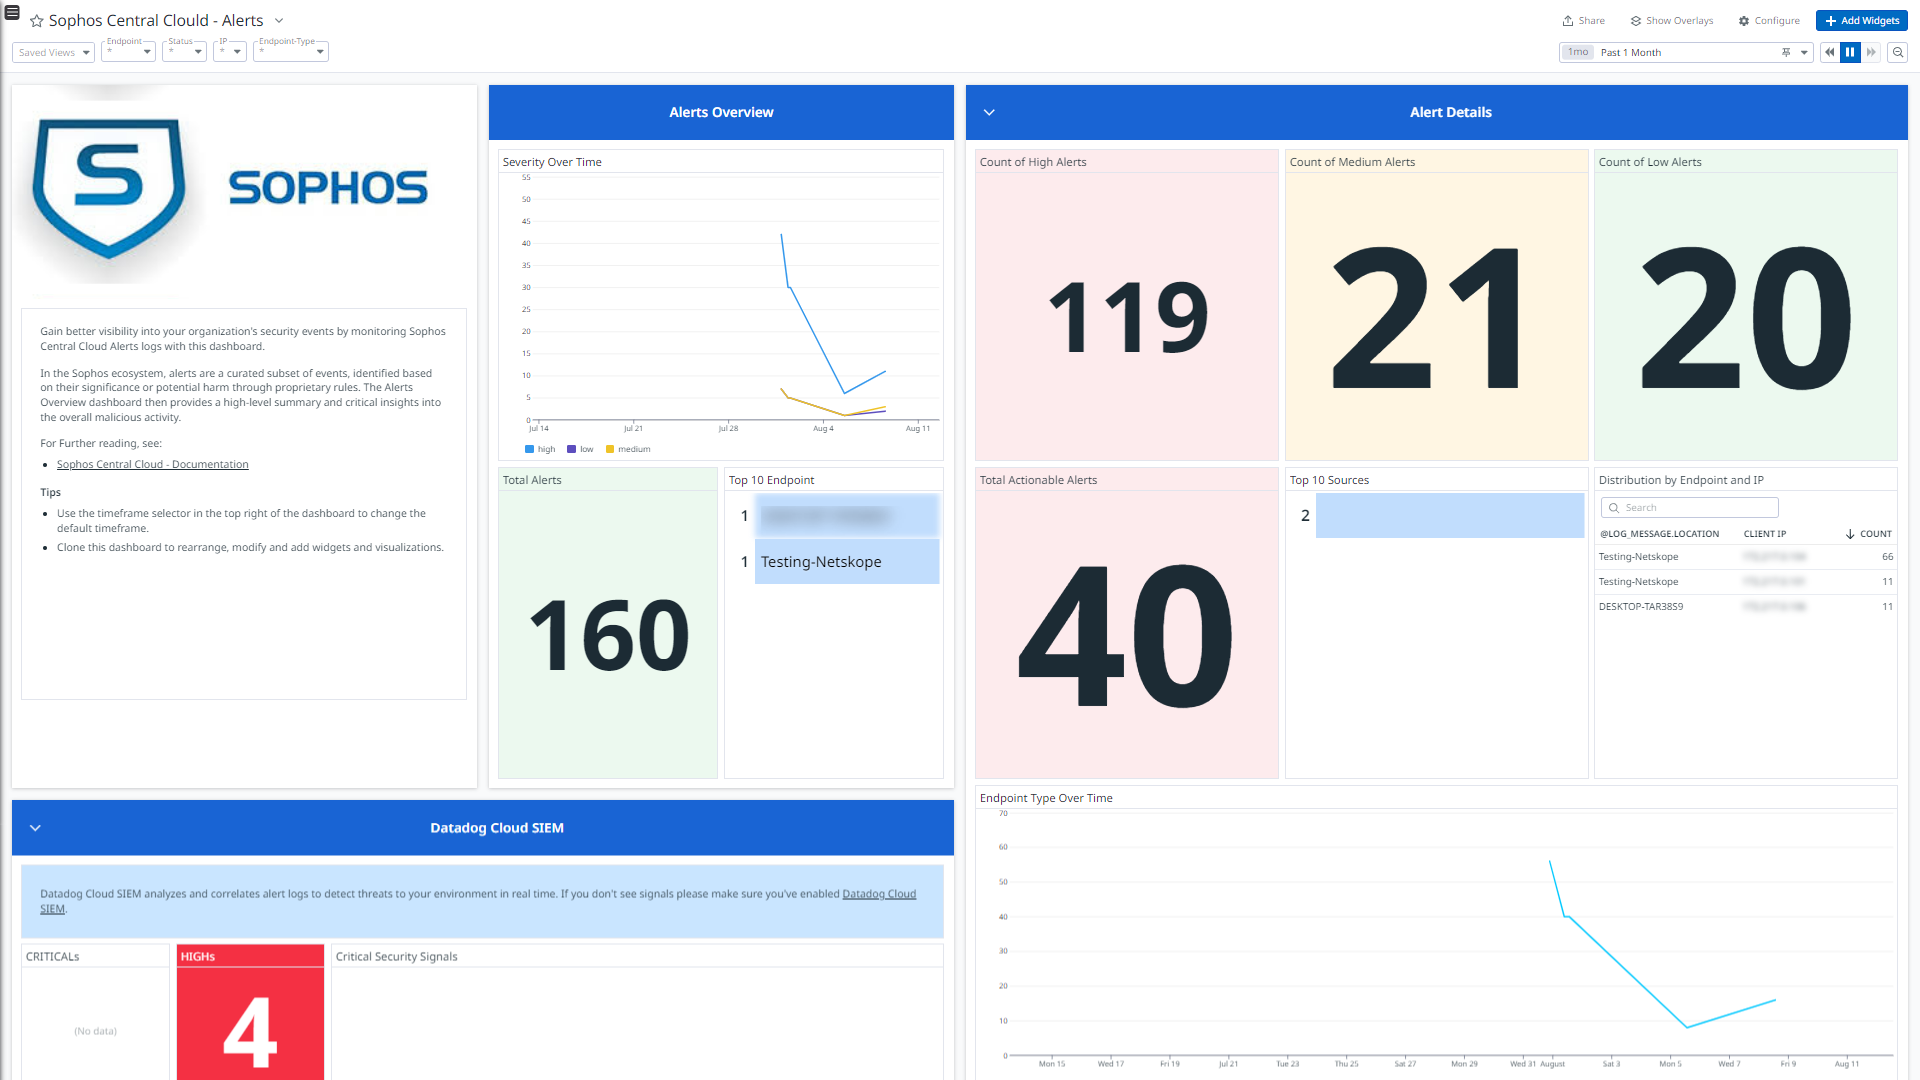 Sophos Central Clould - Alerts
Share
Show Overlays
Configure
Add Widgets
Saved Views
Endpoint
*
Status
*
IP
*
Endpoint-Type
*
1mo
Past 1 Month
SOPHOS
Gain better visibility into your organization's security events by monitoring Sophos
Central Cloud Alerts logs with this dashboard.
In the Sophos ecosystem, alerts are a curated subset of events, identified based
on their significance or potential harm through proprietary rules. The Alerts
Overview dashboard then provides a high-level summary and critical insights into
the overall malicious activity.
For Further reading, see:
Sophos Central Cloud - Documentation
Tips
Use the timeframe selector in the top right of the dashboard to change the
default timeframe.
Clone this dashboard to rearrange, modify and add widgets and visualizations.
Alerts Overview
Severity Over Time
55
50
45
40
35
30
25
20
15
10
5
0
Jul 14
Jul 21
Jul 28
Aug 4
Aug 11
high
low
medium
Total Alerts
160
Top 10 Endpoint
1
1
Testing-Netskope
Alert Details
Count of High Alerts
119
Count of Medium Alerts
21
Count of Low Alerts
20
Total Actionable Alerts
40
Top 10 Sources
2
Distribution by Endpoint and IP
Search
@LOG_MESSAGE.LOCATION CLIENT IP COUNT
Testing-Netskope 66
Testing-Netskope 11
DESKTOP-TAR38S9 11
Endpoint Type Over Time
70
60
50
40
30
20
10
0
Mon 15
Wed 17
Fri 19
Jul 21
Tue 23
Thu 25
Sat 27
Mon 29
Wed 31
August
Sat 3
Mon 5
Wed 7
Fri 9
Aug 11
Datadog Cloud SIEM
Datadog Cloud SIEM analyzes and correlates alert logs to detect threats to your environment in real time. If you don't see signals please make sure you've enabled Datadog Cloud
SIEM.
CRITICALs
(No data)
HIGHs
4
Critical Security Signals